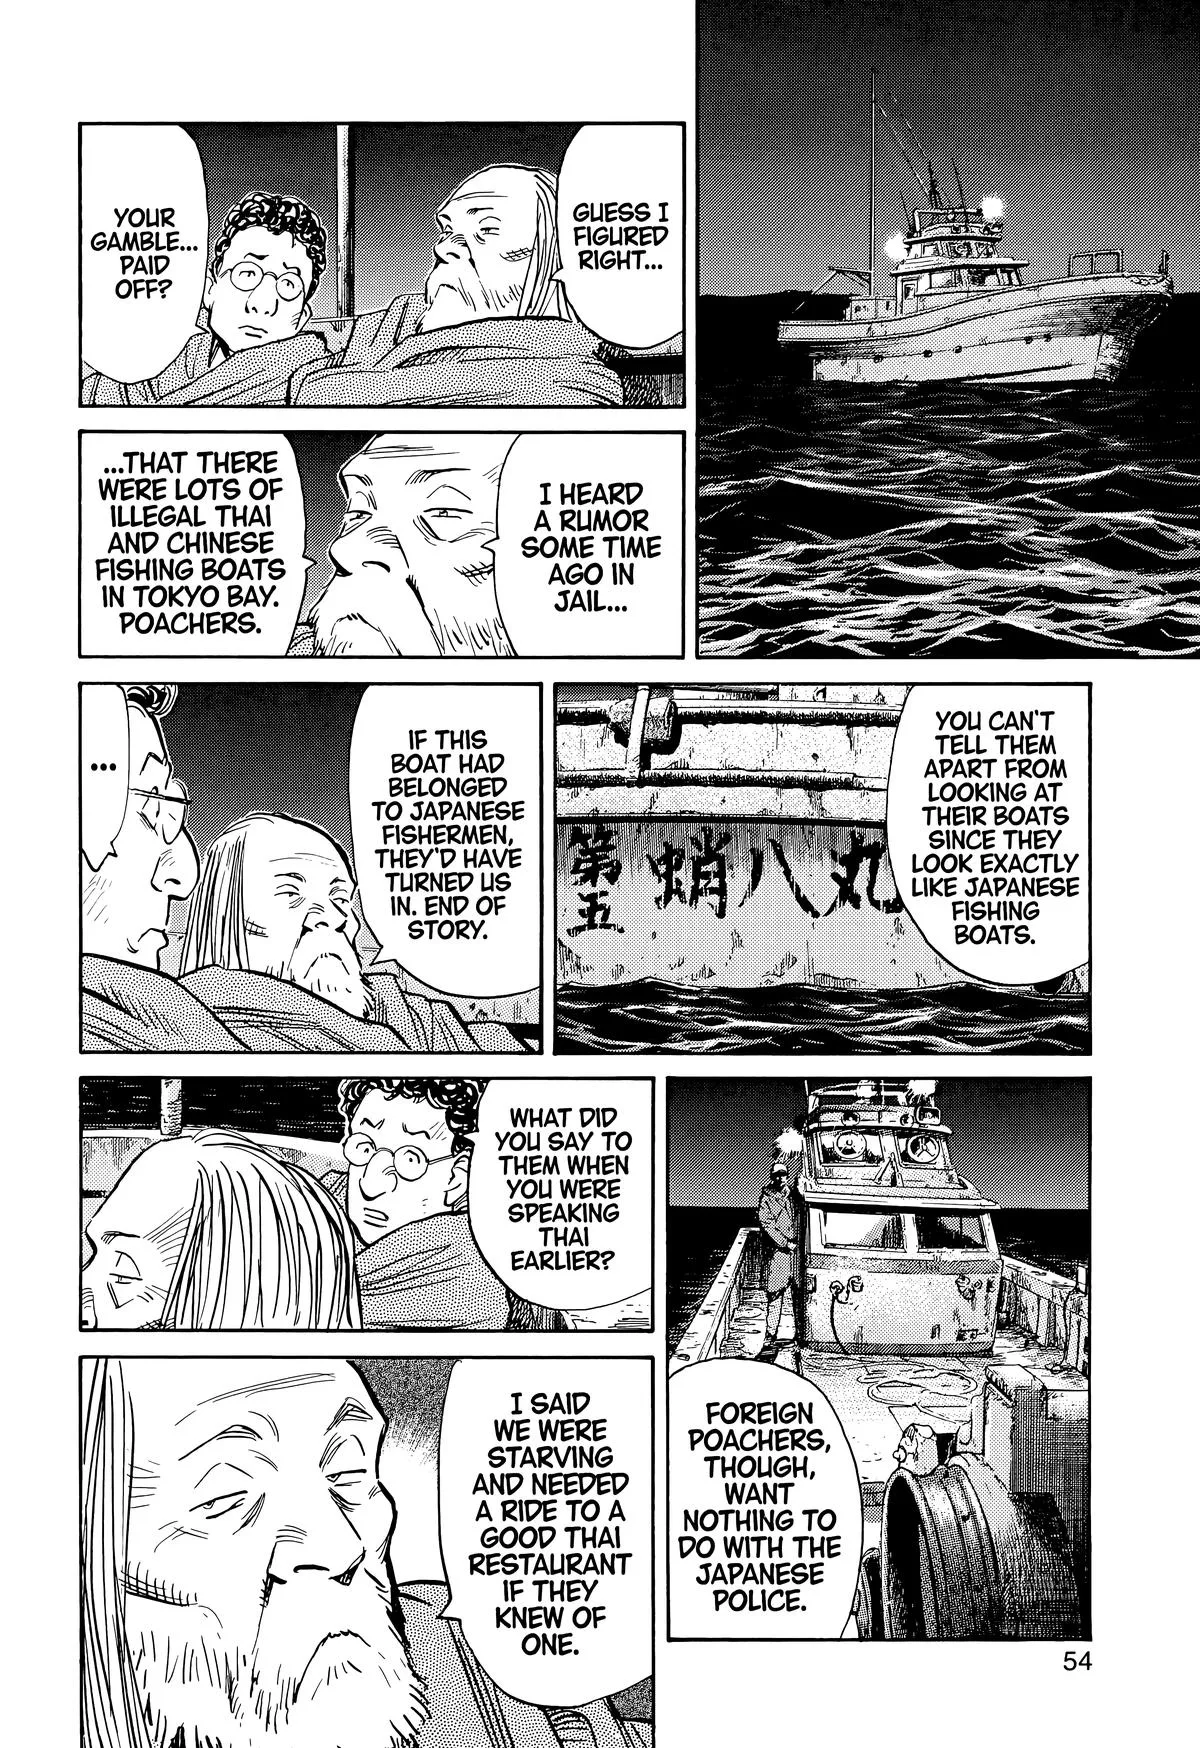 GUESS I
FIGURED
RIGHT...
YOUR
GAMBLE...
PAID
OFF?
I HEARD
A RUMOR
SOME TIME
AGO IN
JAIL...
...THAT THERE
WERE LOTS OF
ILLEGAL THAI
AND CHINESE
FISHING BOATS
IN TOKYO BAY.
POACHERS.
YOU CAN'T
TELL THEM
APART FROM
LOOKING AT
THEIR BOATS
SINCE THEY
LOOK EXACTLY
LIKE JAPANESE
FISHING
BOATS.
第五
蛸八丸
IF THIS
BOAT HAD
BELONGED
TO JAPANESE
FISHERMEN,
THEY'D HAVE
TURNED US
IN. END OF
STORY.
...
FOREIGN
POACHERS,
THOUGH,
WANT
NOTHING TO
DO WITH THE
JAPANESE
POLICE.
WHAT DID
YOU SAY TO
THEM WHEN
YOU WERE
SPEAKING
THAI
EARLIER?
I SAID
WE WERE
STARVING
AND NEEDED
A RIDE TO A
GOOD THAI
RESTAURANT
IF THEY
KNEW OF
ONE.
54